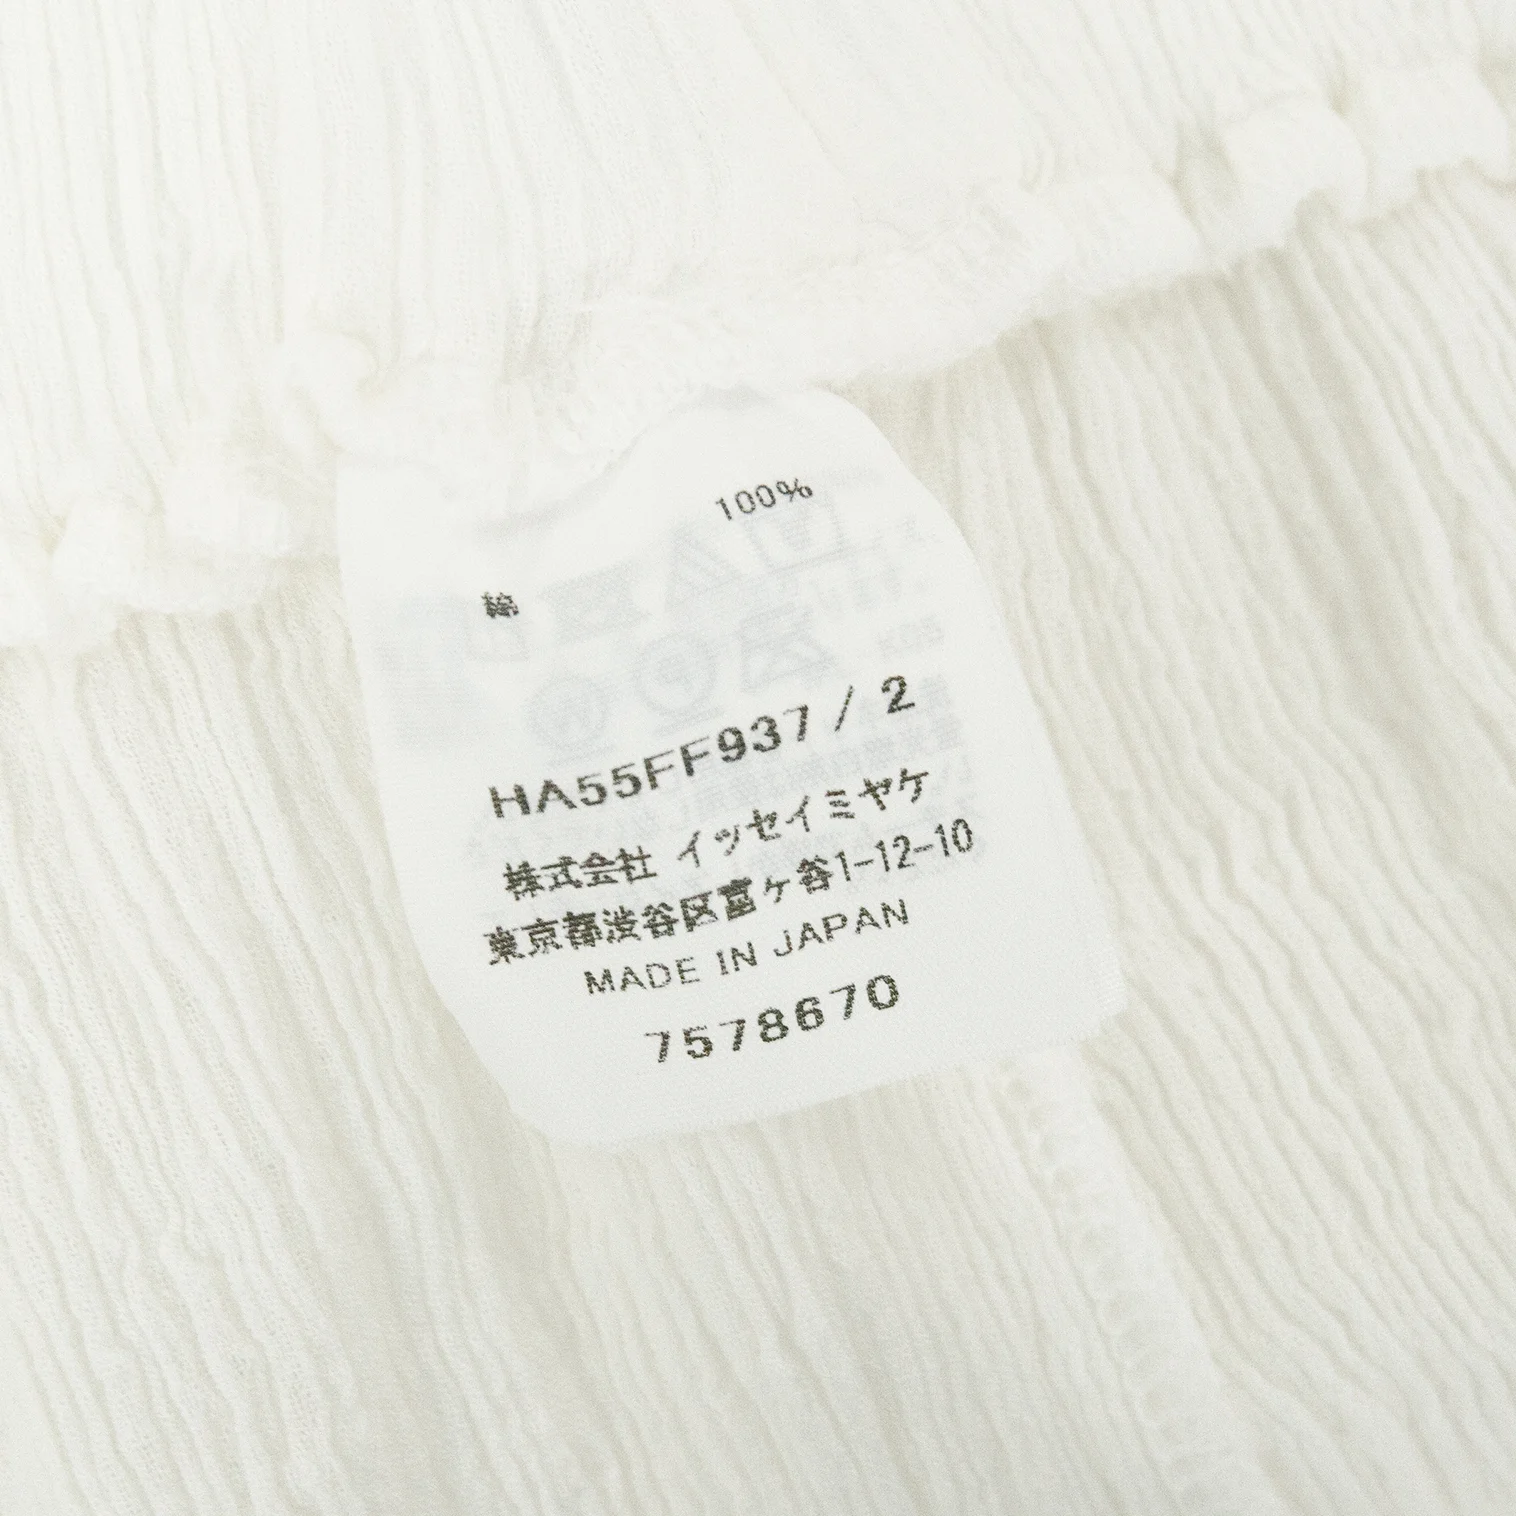 100%
綿
HA55FF937 / 2
株式会社 イッセイミヤケ
東京都渋谷区富ヶ谷1-12-10
MADE IN JAPAN
7578670